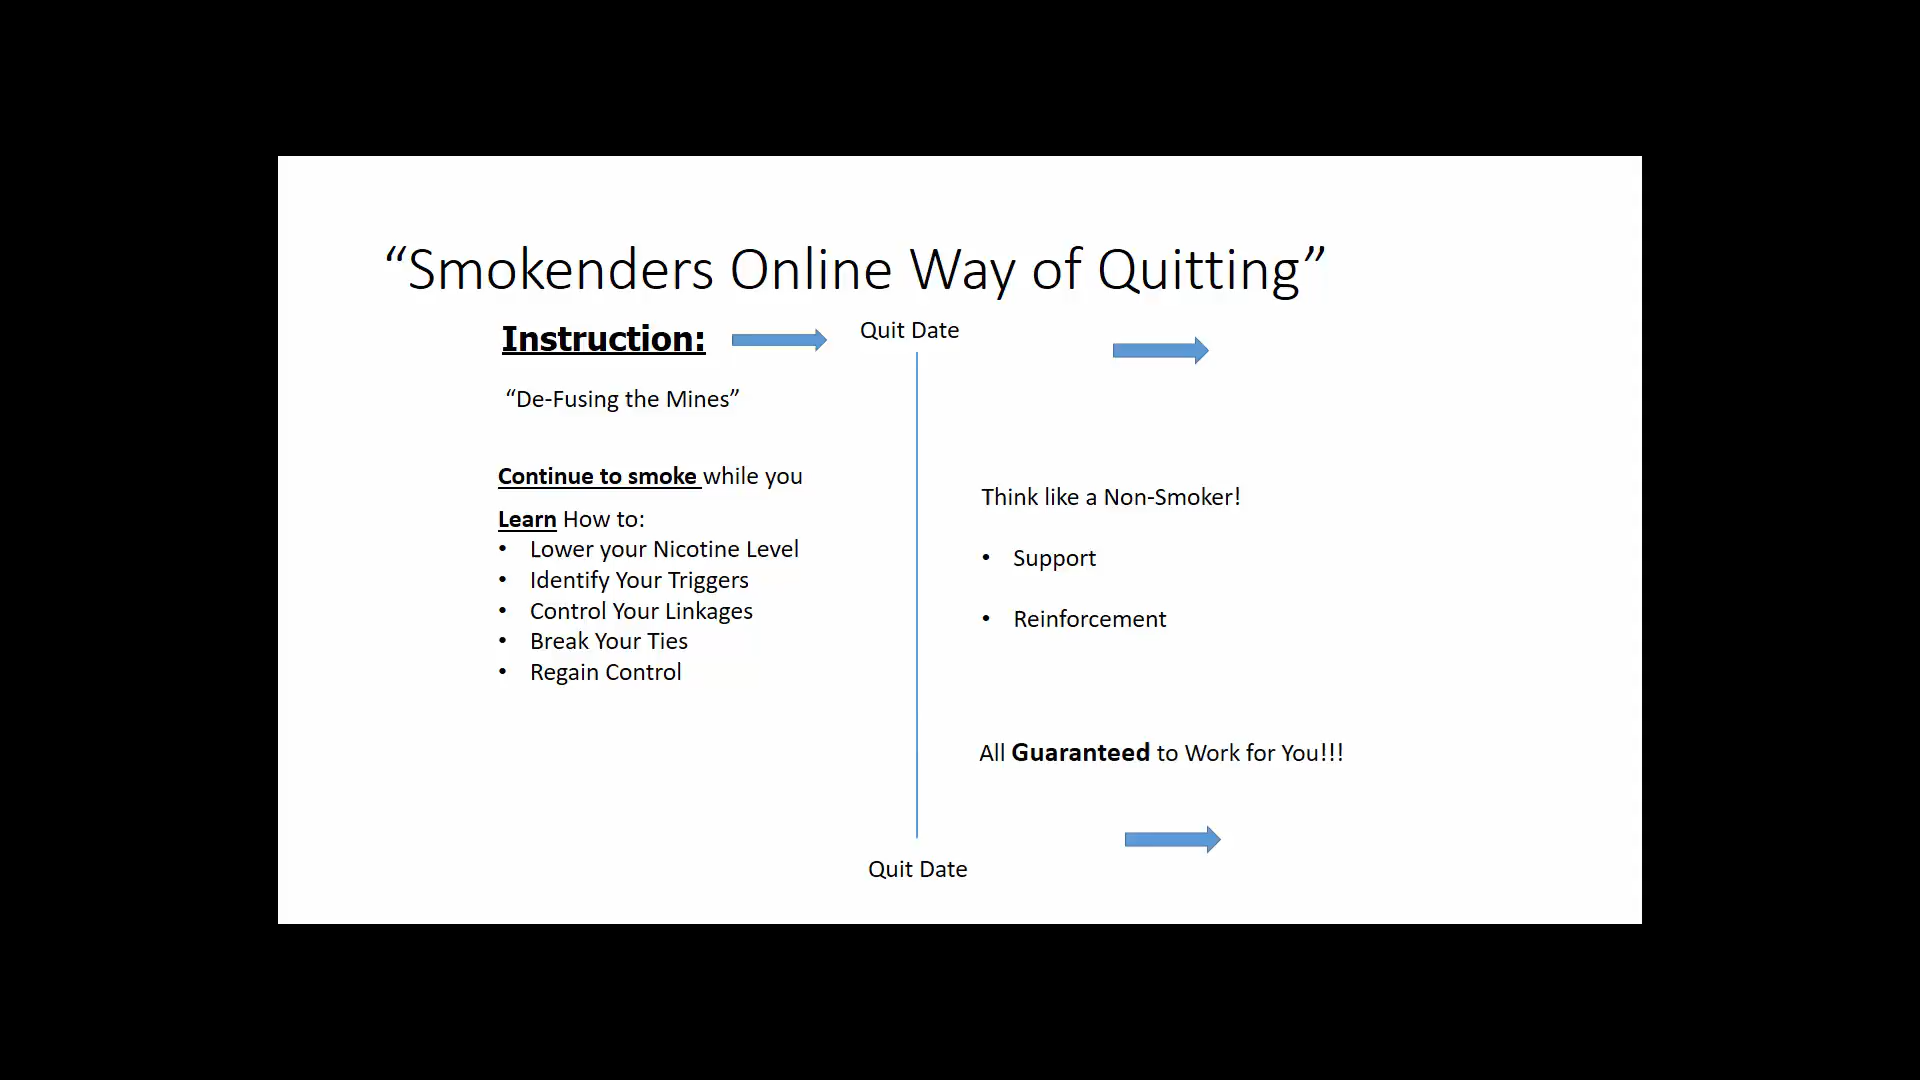 “Smokenders Online Way of Quitting”
Instruction:
Quit Date
“De-Fusing the Mines”
Continue to smoke while you
Learn How to:
• Lower your Nicotine Level
• Identify Your Triggers
• Control Your Linkages
• Break Your Ties
• Regain Control
Think like a Non-Smoker!
• Support
• Reinforcement
All Guaranteed to Work for You!!!
Quit Date